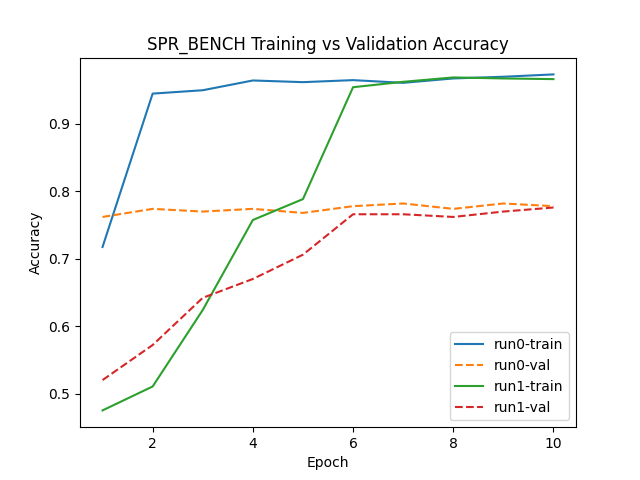 SPR_BENCH Training vs Validation Accuracy
Accuracy
0.9
0.8
0.7
0.6
0.5
2
4
6
8
10
Epoch
run0-train
run0-val
run1-train
run1-val